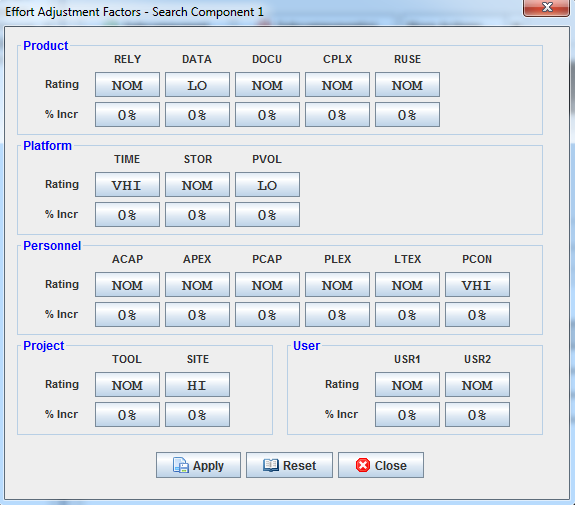 Effort Adjustment Factors - Search Component 1
Product
RELY DATA DOCU CPLX RUSE
Rating NOM LO NOM NOM NOM
% Incr 0% 0% 0% 0% 0%
Platform
TIME STOR PVOL
Rating VHI NOM LO
% Incr 0% 0% 0%
Personnel
ACAP APEX PCAP PLEX LTEX PCON
Rating NOM NOM NOM NOM NOM VHI
% Incr 0% 0% 0% 0% 0% 0%
Project User
TOOL SITE USR1 USR2
Rating NOM HI Rating NOM NOM
% Incr 0% 0% % Incr 0% 0%
Apply Reset Close